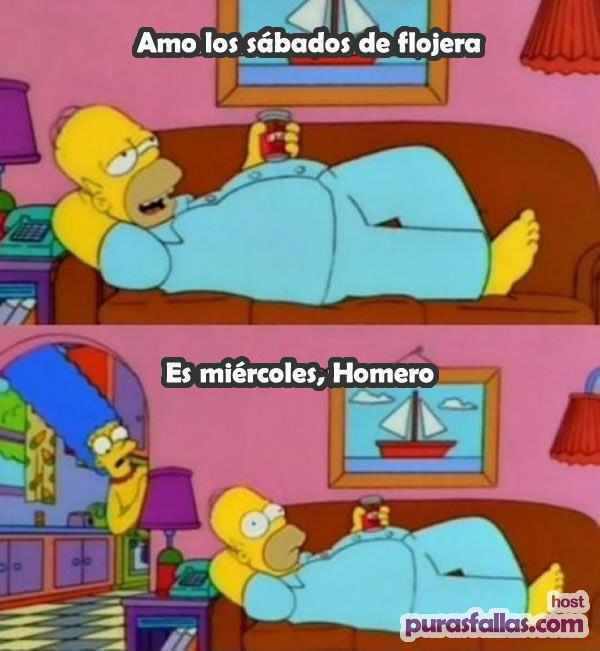 Amo los sábados de flojera
Es miércoles, Homero
host
purasfallas.com